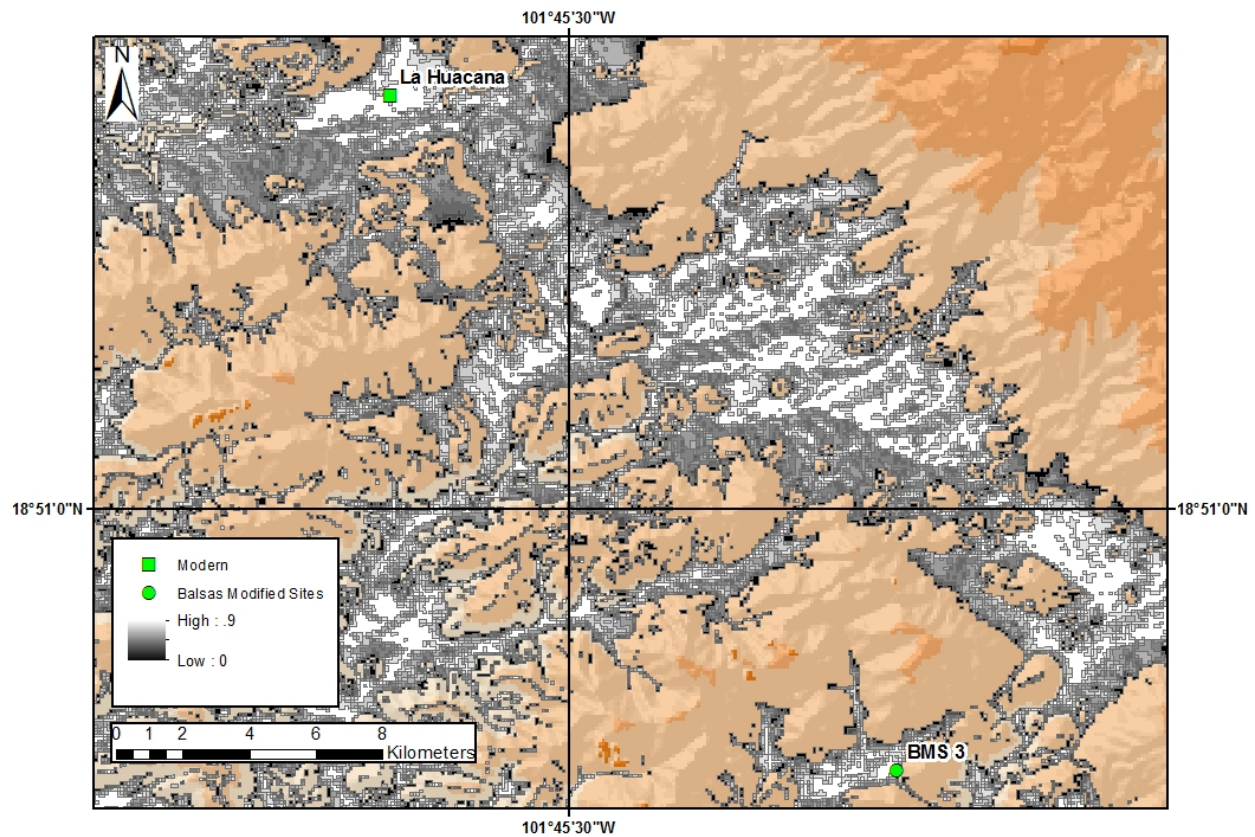 101°45'30"W
N
La Huacana
18°51'0"N
18°51'0"N
Modern
Balsas Modified Sites
High : .9
Low : 0
0 1 2 4 6 8
Kilometers
BMS 3
101°45'30"W